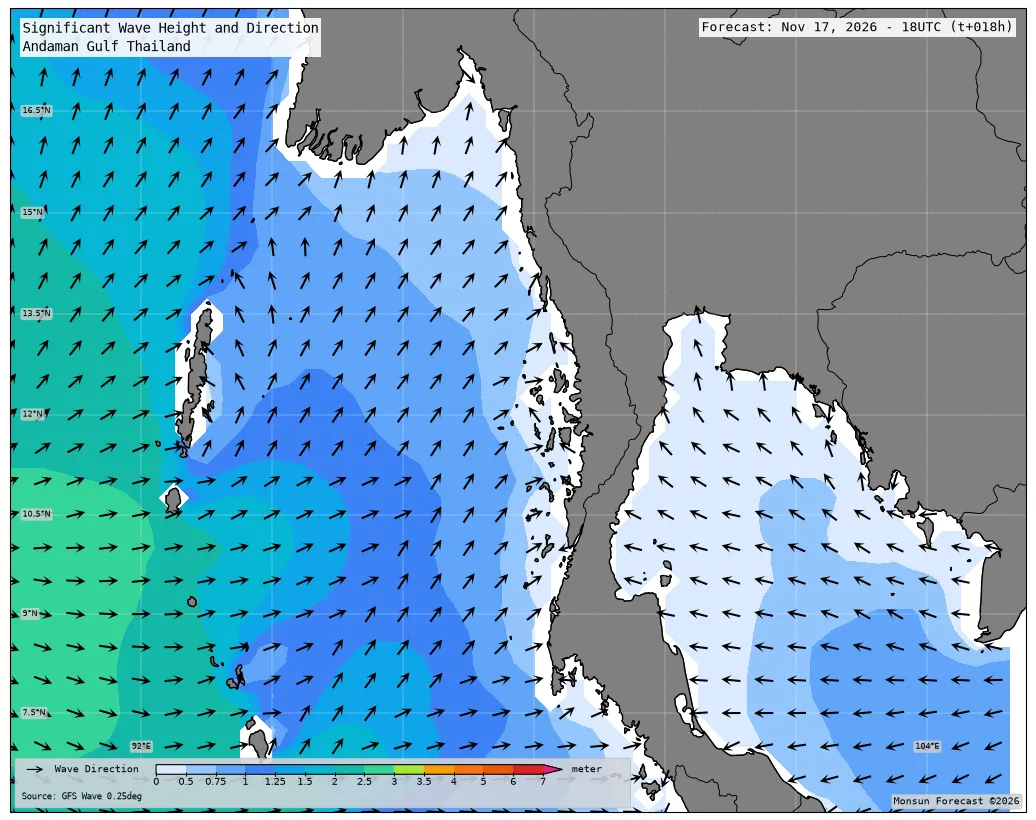 Significant Wave Height and Direction
Andaman Gulf Thailand
Forecast: Nov 17, 2026 - 18UTC (t+018h)
16.5°N
15°N
13.5°N
12°N
10.5°N
9°N
7.5°N
92°E
104°E
Wave Direction
meter
0 0.5 0.75 1 1.25 1.5 2 2.5 3 3.5 4 5 6 7
Source: GFS Wave 0.25deg
Monsun Forecast ©2026